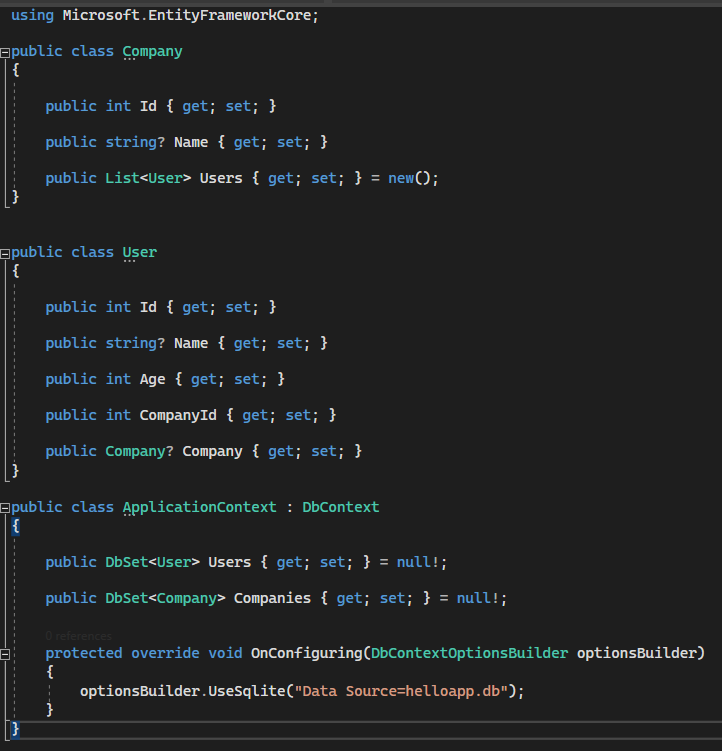 using Microsoft.EntityFrameworkCore;
public class Company
{
public int Id { get; set; }
public string? Name { get; set; }
public List<User> Users { get; set; } = new();
}
public class User
{
public int Id { get; set; }
public string? Name { get; set; }
public int Age { get; set; }
public int CompanyId { get; set; }
public Company? Company { get; set; }
}
public class ApplicationContext : DbContext
{
public DbSet<User> Users { get; set; } = null!;
public DbSet<Company> Companies { get; set; } = null!;
0 references
protected override void OnConfiguring(DbContextOptionsBuilder optionsBuilder)
{
optionsBuilder.UseSqlite("Data Source=helloapp.db");
}
}